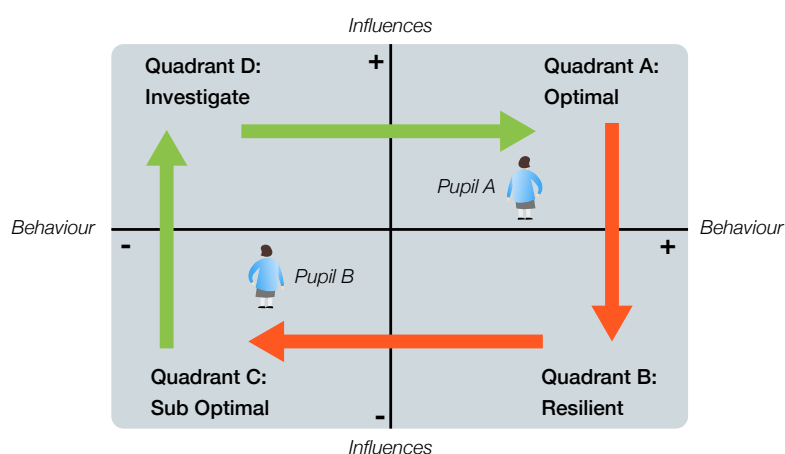 Influences
Quadrant D:
Investigate
+
Quadrant A:
Optimal
Pupil A
Behaviour
-
+
Behaviour
Pupil B
Quadrant C:
Sub Optimal
-
Quadrant B:
Resilient
Influences